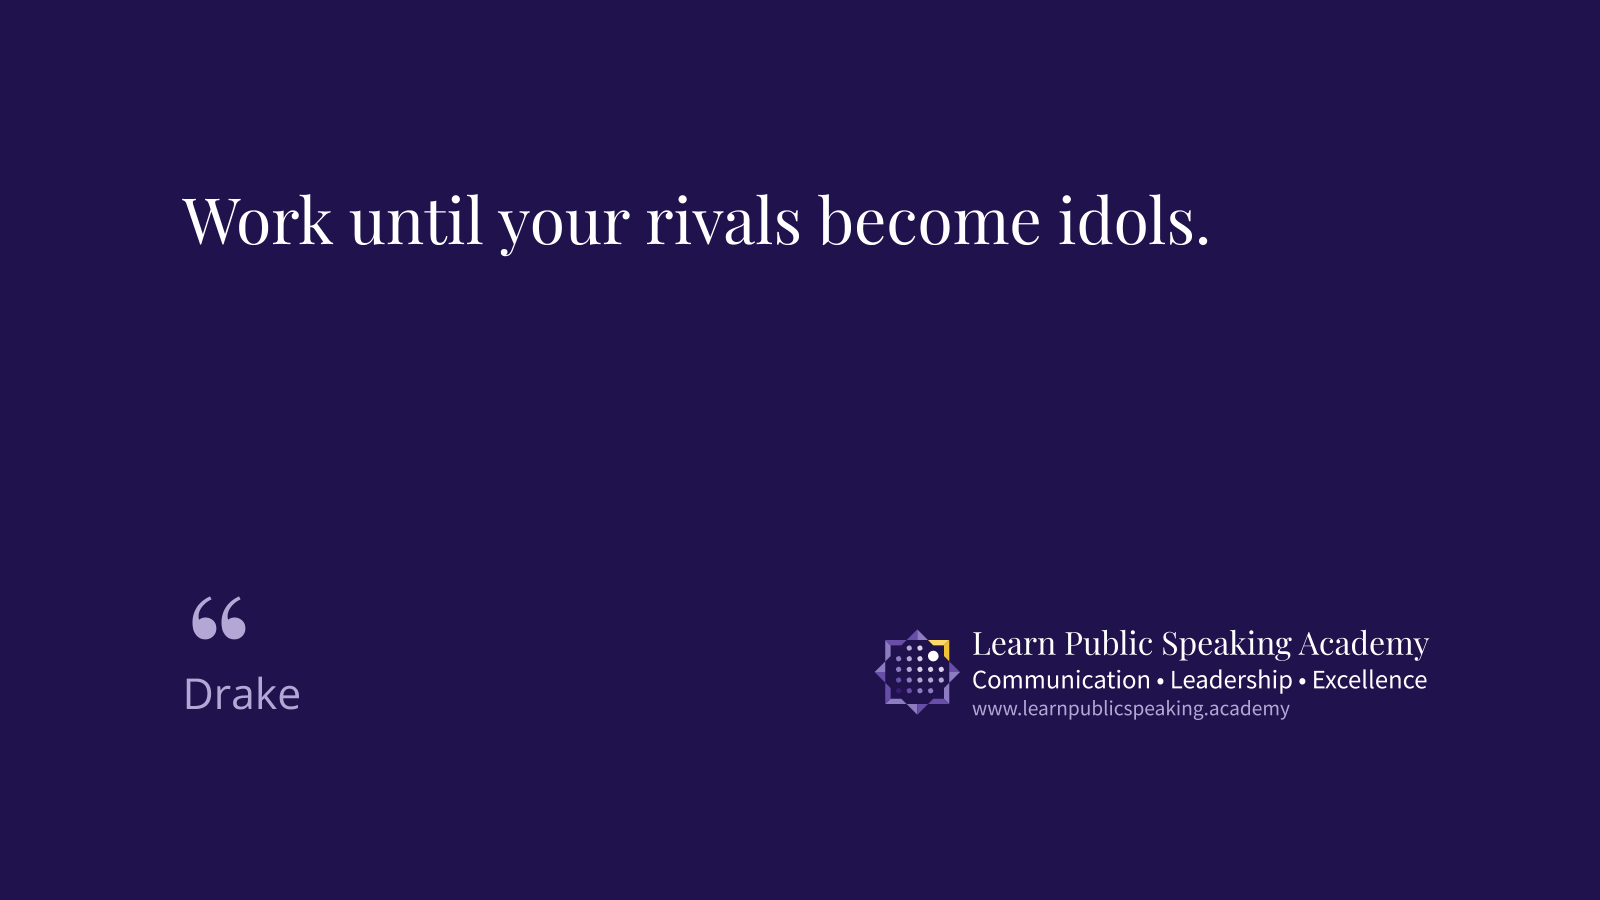 Work until your rivals become idols.
“
Drake
Learn Public Speaking Academy
Communication • Leadership • Excellence
www.learnpublicspeaking.academy